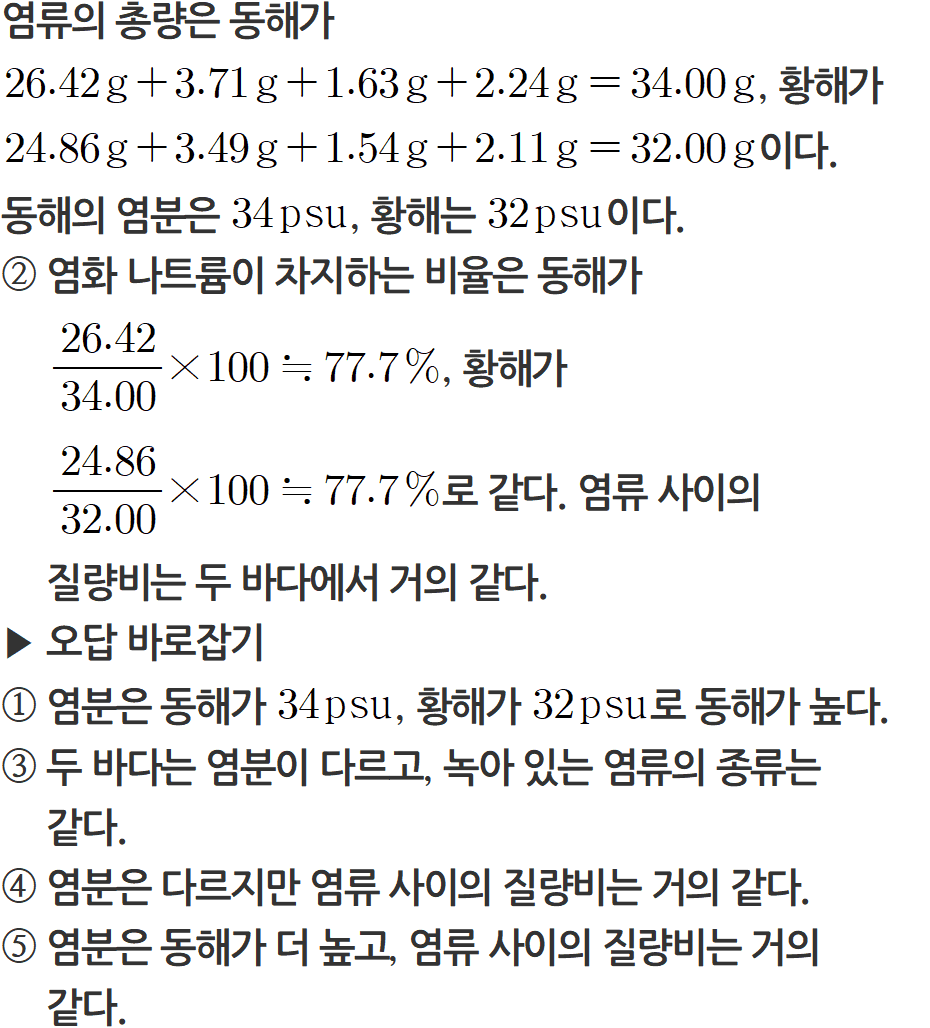 염류의 총량은 동해가
26.42 g + 3.71 g + 1.63 g + 2.24 g = 34.00 g, 황해가
24.86 g + 3.49 g + 1.54 g + 2.11 g = 32.00 g이다.
동해의 염분은 34 psu, 황해는 32 psu이다.
② 염화 나트륨이 차지하는 비율은 동해가
26.42/34.00 × 100 ≒ 77.7 %, 황해가
24.86/32.00 × 100 ≒ 77.7 %로 같다. 염류 사이의
질량비는 두 바다에서 거의 같다.
▶ 오답 바로잡기
① 염분은 동해가 34 psu, 황해가 32 psu로 동해가 높다.
③ 두 바다는 염분이 다르고, 녹아 있는 염류의 종류는
같다.
④ 염분은 다르지만 염류 사이의 질량비는 거의 같다.
⑤ 염분은 동해가 더 높고, 염류 사이의 질량비는 거의
같다.